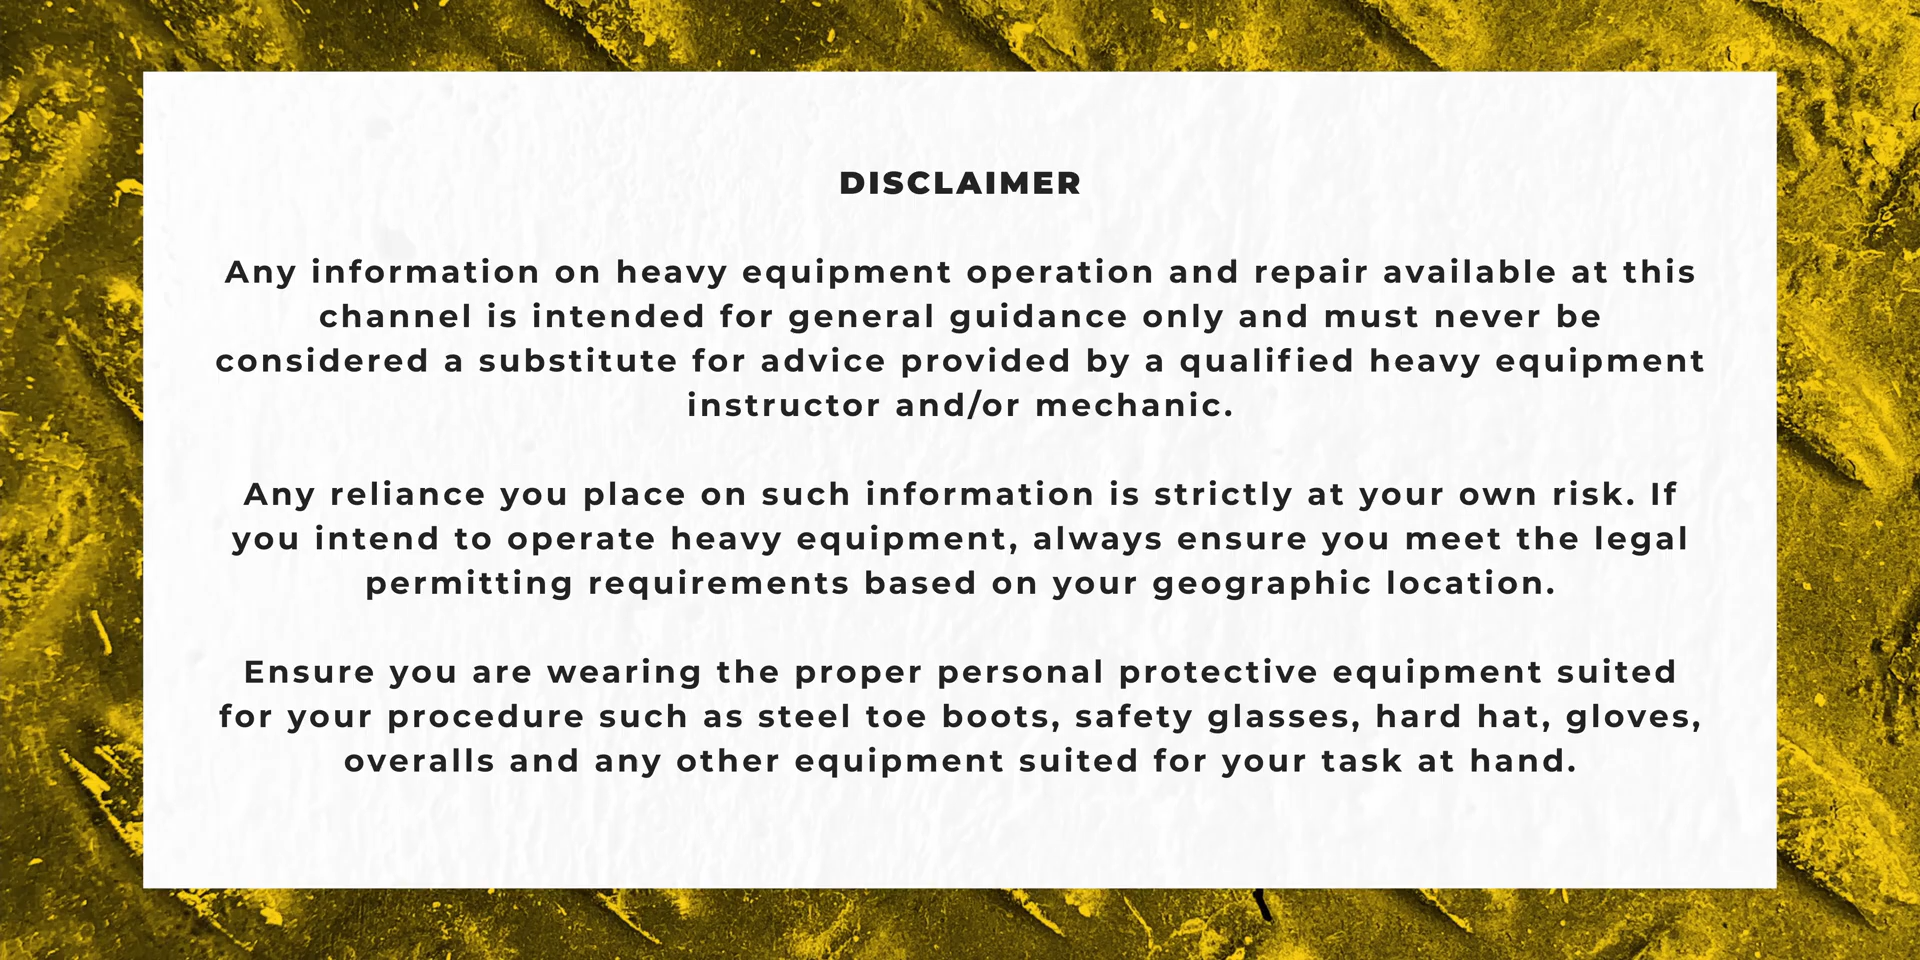 DISCLAIMER
Any information on heavy equipment operation and repair available at this
channel is intended for general guidance only and must never be
considered a substitute for advice provided by a qualified heavy equipment
instructor and/or mechanic.
Any reliance you place on such information is strictly at your own risk. If
you intend to operate heavy equipment, always ensure you meet the legal
permitting requirements based on your geographic location.
Ensure you are wearing the proper personal protective equipment suited
for your procedure such as steel toe boots, safety glasses, hard hat, gloves,
overalls and any other equipment suited for your task at hand.